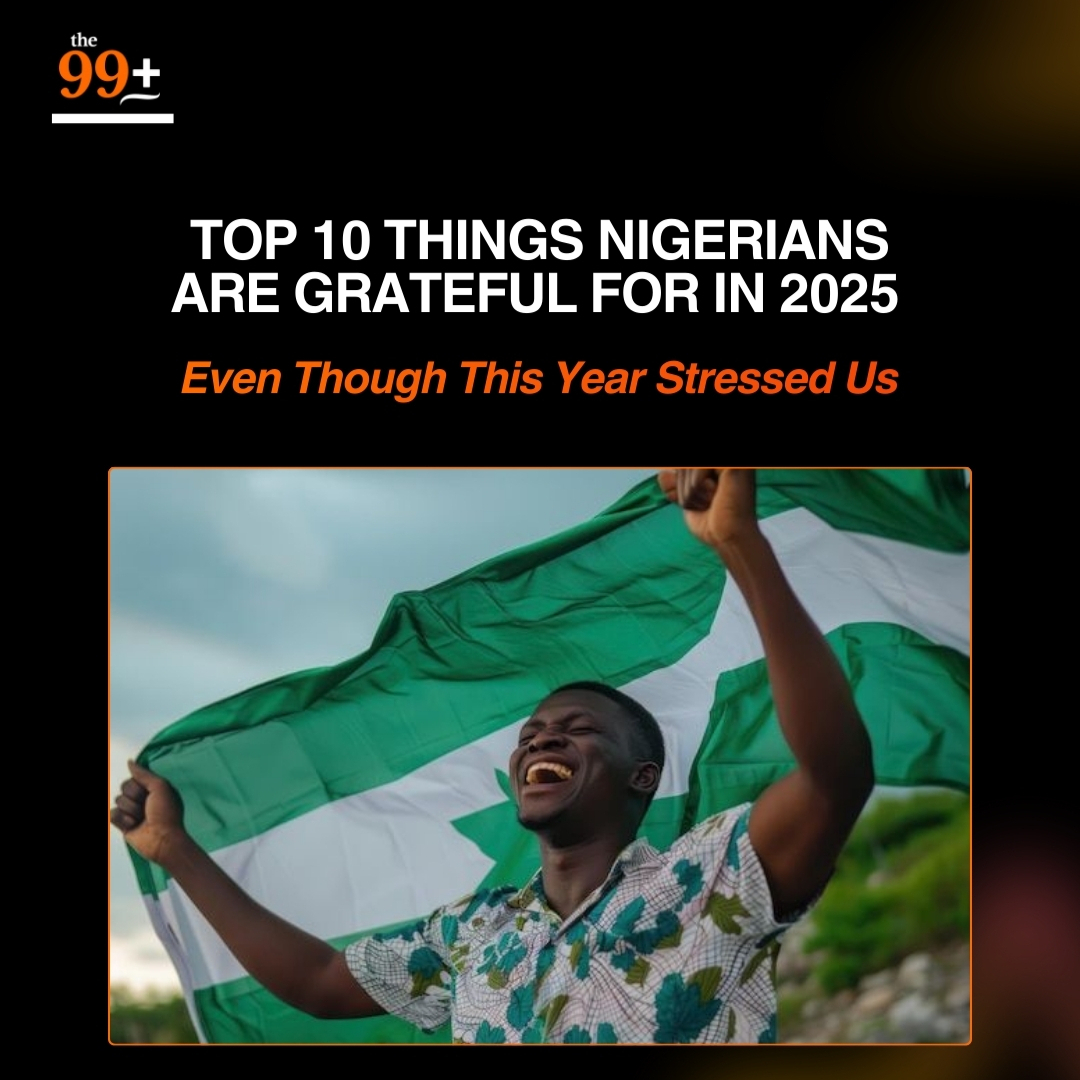 the
99+
TOP 10 THINGS NIGERIANS
ARE GRATEFUL FOR IN 2025
Even Though This Year Stressed Us